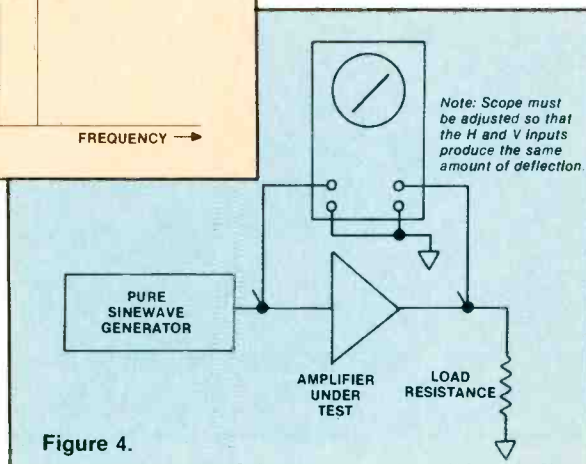 FREQUENCY
Note: Scope must
be adjusted so that
the H and V inputs
produce the same
amount of deflection.
PURE
SINEWAVE
GENERATOR
AMPLIFIER
UNDER
TEST
LOAD
RESISTANCE
Figure 4.